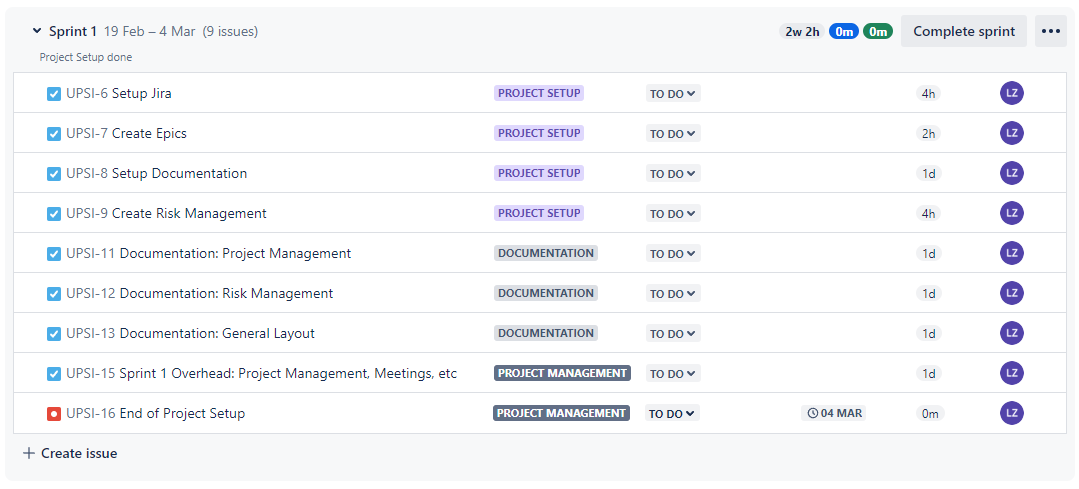 Sprint 1 19 Feb – 4 Mar (9 issues) 2w 2h 0m 0m Complete sprint
Project Setup done
UPSI-6 Setup Jira PROJECT SETUP TO DO 4h LZ
UPSI-7 Create Epics PROJECT SETUP TO DO 2h LZ
UPSI-8 Setup Documentation PROJECT SETUP TO DO 1d LZ
UPSI-9 Create Risk Management PROJECT SETUP TO DO 4h LZ
UPSI-11 Documentation: Project Management DOCUMENTATION TO DO 1d LZ
UPSI-12 Documentation: Risk Management DOCUMENTATION TO DO 1d LZ
UPSI-13 Documentation: General Layout DOCUMENTATION TO DO 1d LZ
UPSI-15 Sprint 1 Overhead: Project Management, Meetings, etc PROJECT MANAGEMENT TO DO 1d LZ
UPSI-16 End of Project Setup PROJECT MANAGEMENT TO DO 04 MAR 0m LZ
+ Create issue